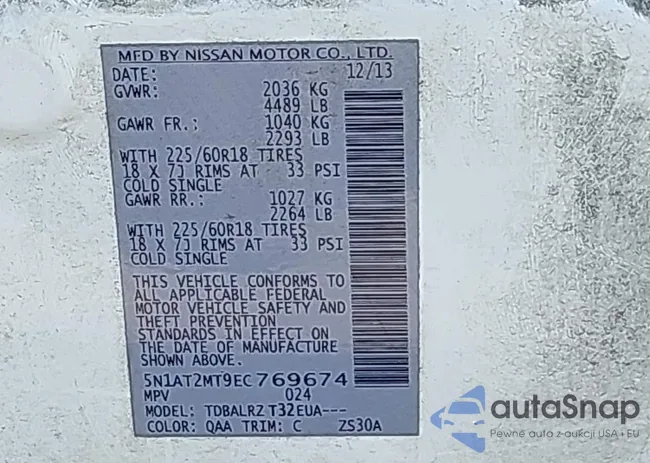 MFD BY NISSAN MOTOR CO., LTD.
DATE: 12/13
GVWR: 2036 KG
4489 LB
GAWR FR.: 1040 KG
2293 LB
WITH 225/60R18 TIRES
18 X 7J RIMS AT 33 PSI
COLD SINGLE
GAWR RR.: 1027 KG
2264 LB
WITH 225/60R18 TIRES
18 X 7J RIMS AT 33 PSI
COLD SINGLE
THIS VEHICLE CONFORMS TO
ALL APPLICABLE FEDERAL
MOTOR VEHICLE SAFETY AND
THEFT PREVENTION
STANDARDS IN EFFECT ON
THE DATE OF MANUFACTURE
SHOWN ABOVE.
5N1AT2MT9EC769674
MPV 024
MODEL: TDBALRZ T32EUA---
COLOR: QAA TRIM: C ZS30A
autoSnap
Pewne auta z aukcji USA i EU